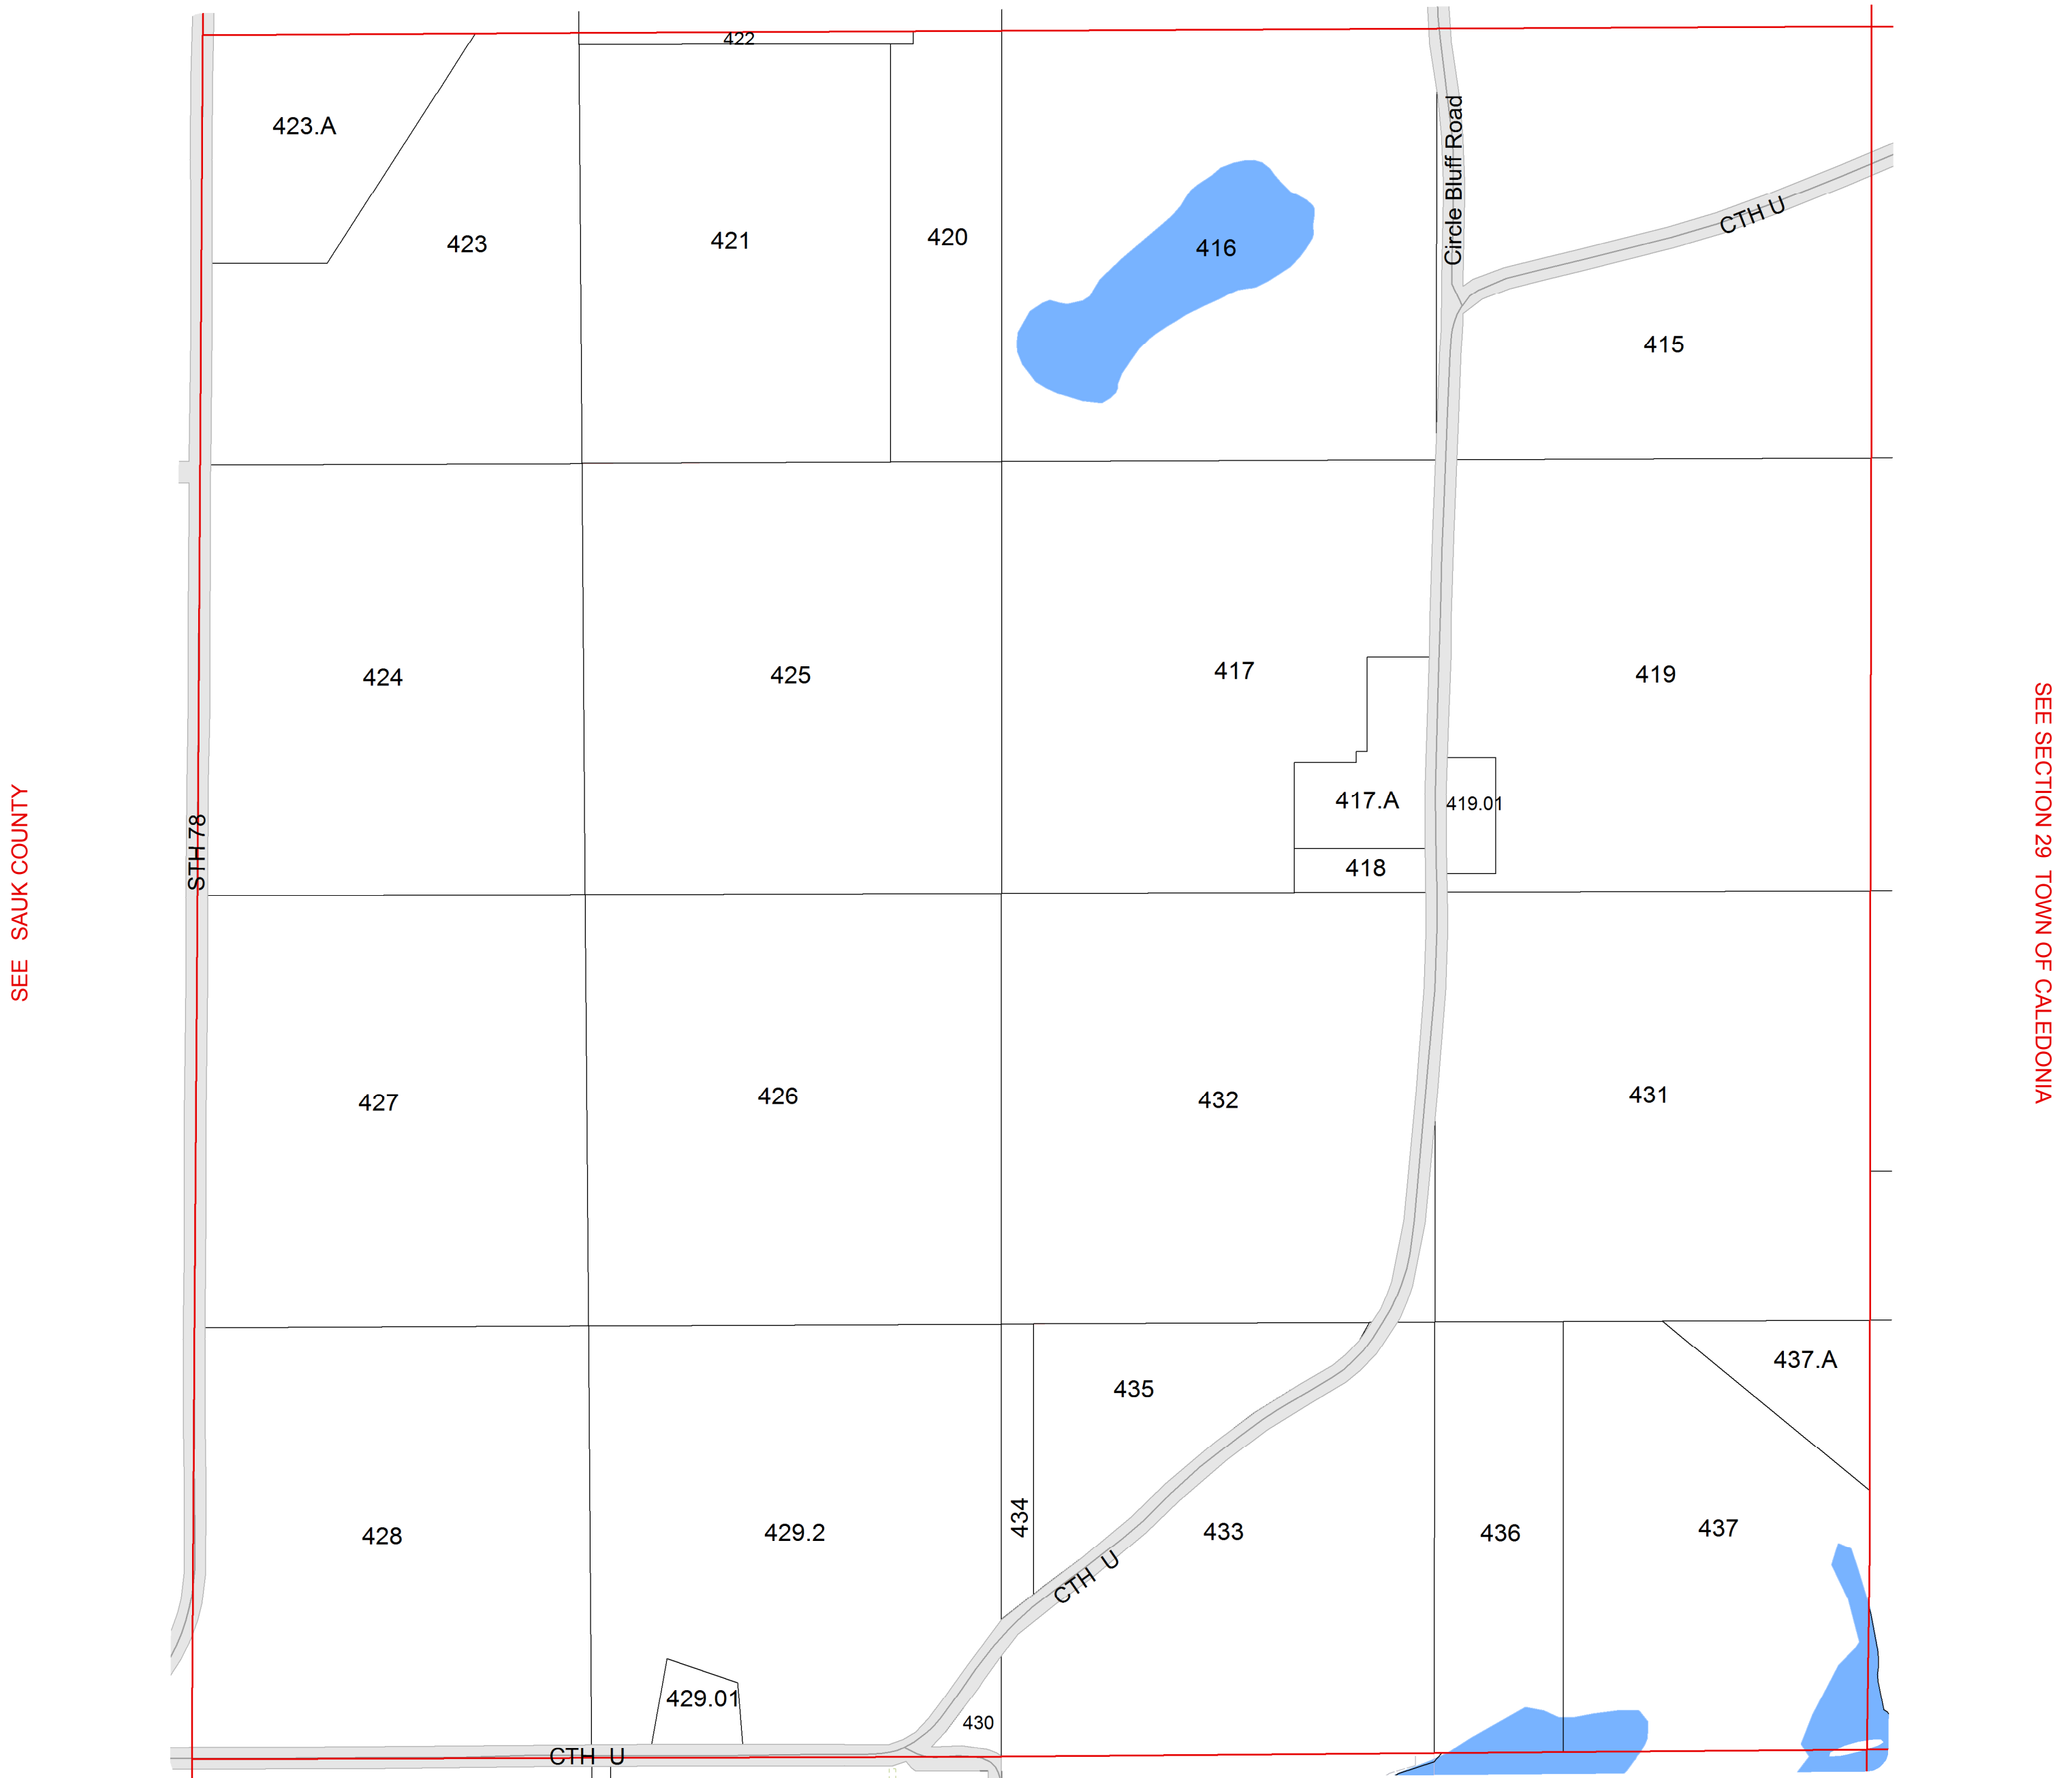 422
423.A
Circle Bluff Road
CTH U
423
421
420
416
415
424
425
417
419
417.A
419.01
418
STH 78
SEE SAUK COUNTY
SEE SECTION 29 TOWN OF CALEDONIA
427
426
432
431
435
437.A
434
428
429.2
433
436
437
CTH U
429.01
430
CTH U